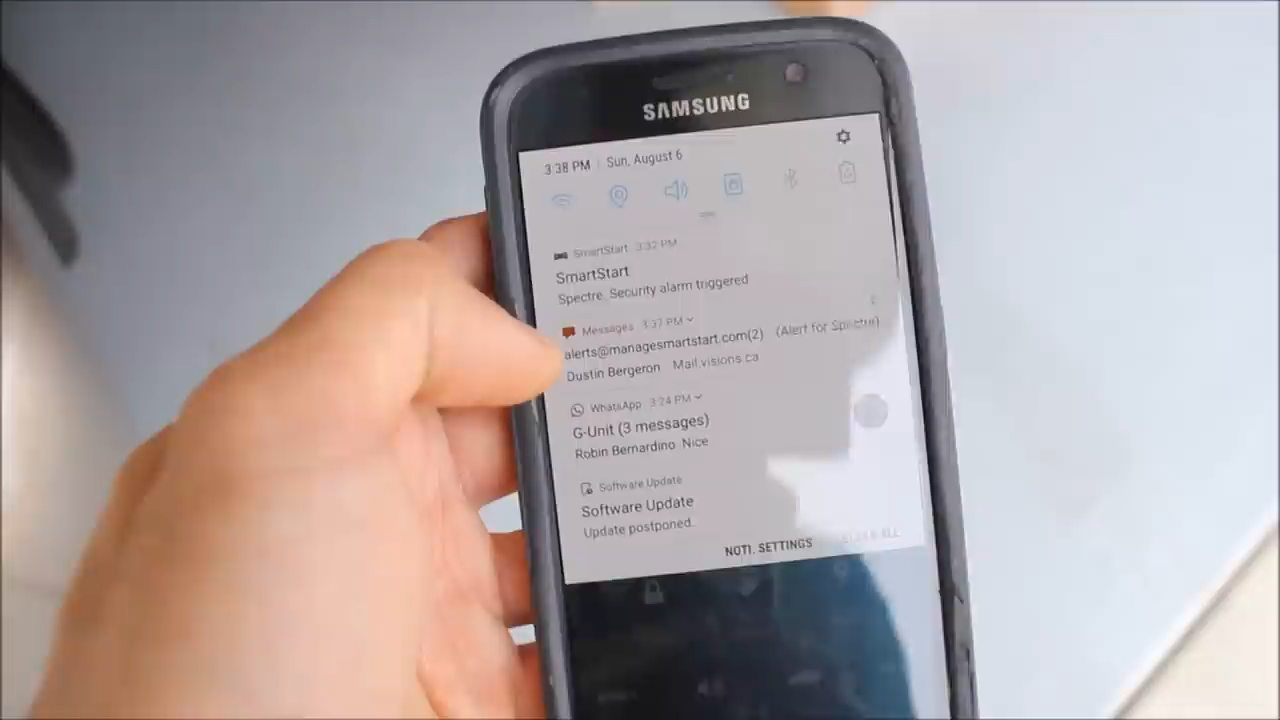 SAMSUNG
3:38 PM | Sun, August 6
SmartStart 3:32 PM
SmartStart
Spectre. Security alarm triggered
Messages 3:37 PM
alerts@managesmartstart.com(2) (Alert for Spectre)
Dustin Bergeron Mail.visions.ca
WhatsApp 3:24 PM
G-Unit (3 messages)
Robin Bernardino Nice
Software Update
Software Update
Update postponed.
NOTI. SETTINGS CLEAR ALL